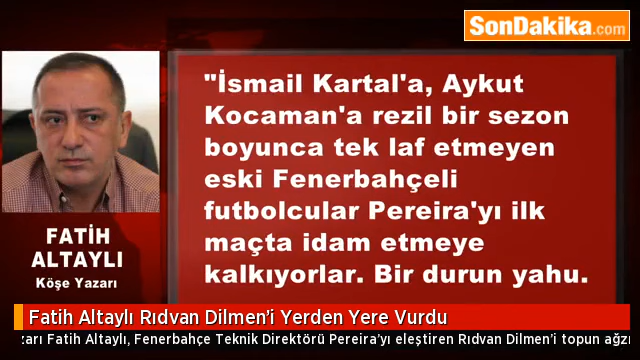 SonDakika.com
"İsmail Kartal'a, Aykut
Kocaman'a rezil bir sezon
boyunca tek laf etmeyen
eski Fenerbahçeli
futbolcular Pereira'yı ilk
maçta idam etmeye
kalkıyorlar. Bir durun yahu.
FATİH
ALTAYLI
Köşe Yazarı
Fatih Altaylı Rıdvan Dilmen'i Yerden Yere Vurdu
Fatih Altaylı, Fenerbahçe Teknik Direktörü Pereira'yı eleştiren Rıdvan Dilmen'i topun